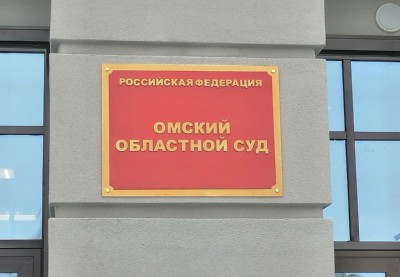 РОССИЙСКАЯ ФЕДЕРАЦИЯ
ОМСКИЙ
ОБЛАСТНОЙ СУД